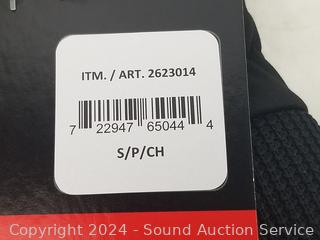 ITM. / ART. 2623014
7 22947 65044 4
S/P/CH
Copyright 2024 - Sound Auction Service